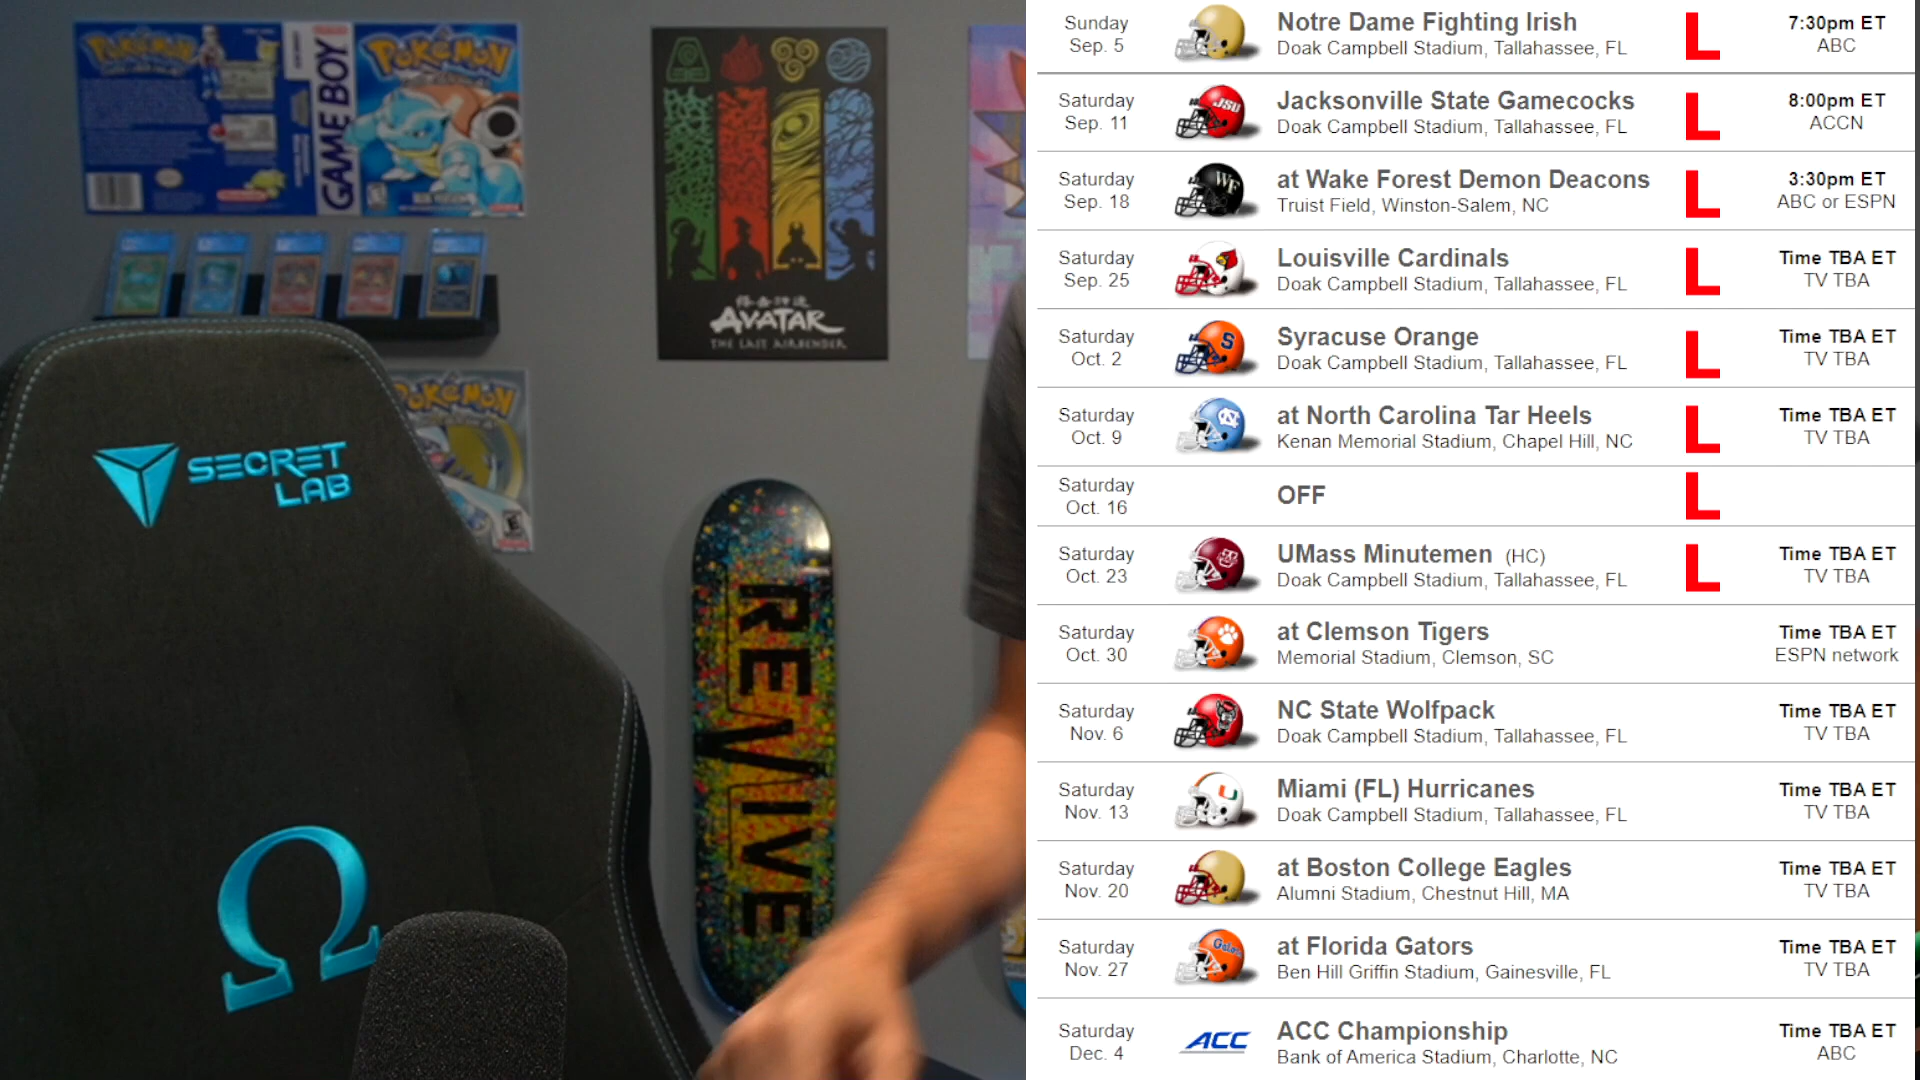 POKéMON
GAME BOY
POKéMON
Nintendo
AVATAR
THE LAST AIRBENDER
POKéMON
SECRET
LAB
E
REVIVE
Ω
Sunday
Sep. 5
Notre Dame Fighting Irish
Doak Campbell Stadium, Tallahassee, FL
L
7:30pm ET
ABC
Saturday
Sep. 11
JSU
Jacksonville State Gamecocks
Doak Campbell Stadium, Tallahassee, FL
L
8:00pm ET
ACCN
Saturday
Sep. 18
WF
at Wake Forest Demon Deacons
Truist Field, Winston-Salem, NC
L
3:30pm ET
ABC or ESPN
Saturday
Sep. 25
Louisville Cardinals
Doak Campbell Stadium, Tallahassee, FL
L
Time TBA ET
TV TBA
Saturday
Oct. 2
S
Syracuse Orange
Doak Campbell Stadium, Tallahassee, FL
L
Time TBA ET
TV TBA
Saturday
Oct. 9
NC
at North Carolina Tar Heels
Kenan Memorial Stadium, Chapel Hill, NC
L
Time TBA ET
TV TBA
Saturday
Oct. 16
OFF
L
Saturday
Oct. 23
UMass Minutemen (HC)
Doak Campbell Stadium, Tallahassee, FL
L
Time TBA ET
TV TBA
Saturday
Oct. 30
at Clemson Tigers
Memorial Stadium, Clemson, SC
Time TBA ET
ESPN network
Saturday
Nov. 6
NC State Wolfpack
Doak Campbell Stadium, Tallahassee, FL
Time TBA ET
TV TBA
Saturday
Nov. 13
U
Miami (FL) Hurricanes
Doak Campbell Stadium, Tallahassee, FL
Time TBA ET
TV TBA
Saturday
Nov. 20
at Boston College Eagles
Alumni Stadium, Chestnut Hill, MA
Time TBA ET
TV TBA
Saturday
Nov. 27
Gators
at Florida Gators
Ben Hill Griffin Stadium, Gainesville, FL
Time TBA ET
TV TBA
Saturday
Dec. 4
ACC
ACC Championship
Bank of America Stadium, Charlotte, NC
Time TBA ET
ABC